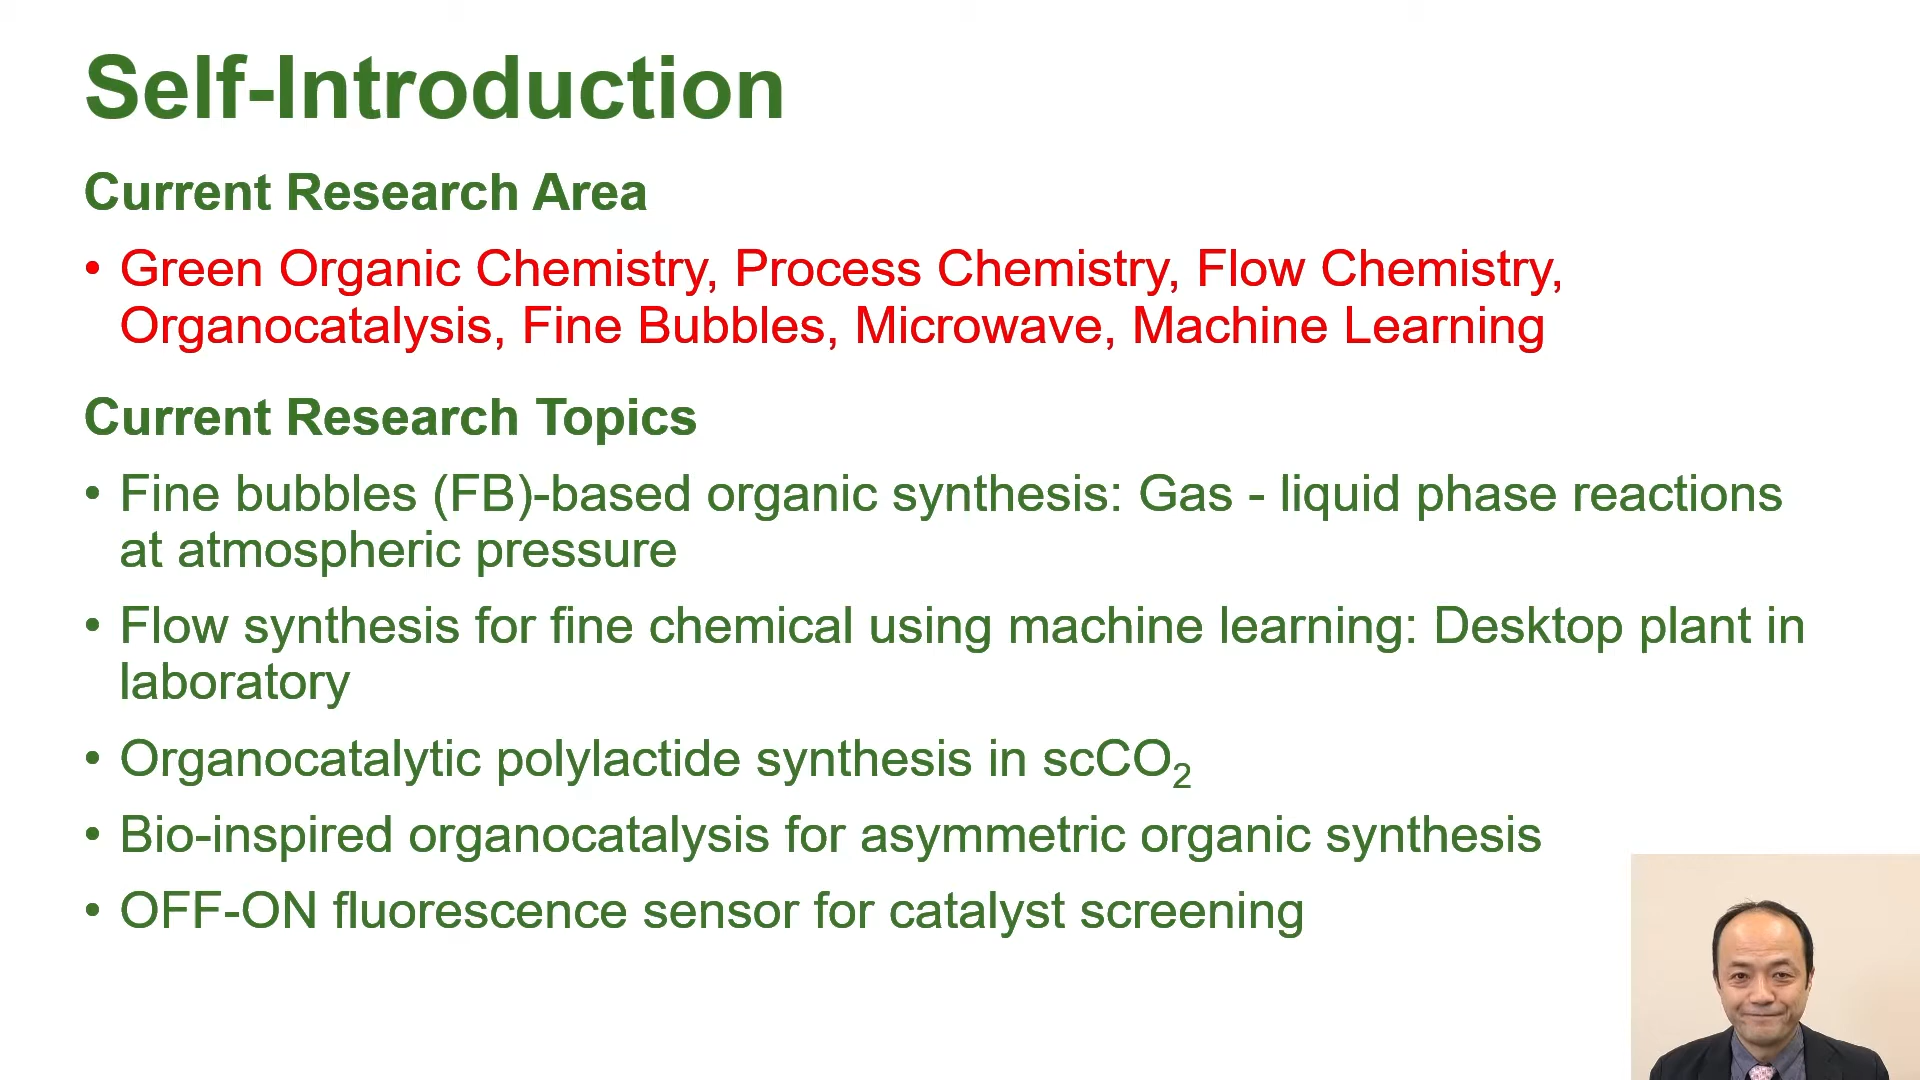 Self-Introduction
Current Research Area
• Green Organic Chemistry, Process Chemistry, Flow Chemistry,
Organocatalysis, Fine Bubbles, Microwave, Machine Learning
Current Research Topics
• Fine bubbles (FB)-based organic synthesis: Gas - liquid phase reactions
at atmospheric pressure
• Flow synthesis for fine chemical using machine learning: Desktop plant in
laboratory
• Organocatalytic polylactide synthesis in scCO₂
• Bio-inspired organocatalysis for asymmetric organic synthesis
• OFF-ON fluorescence sensor for catalyst screening